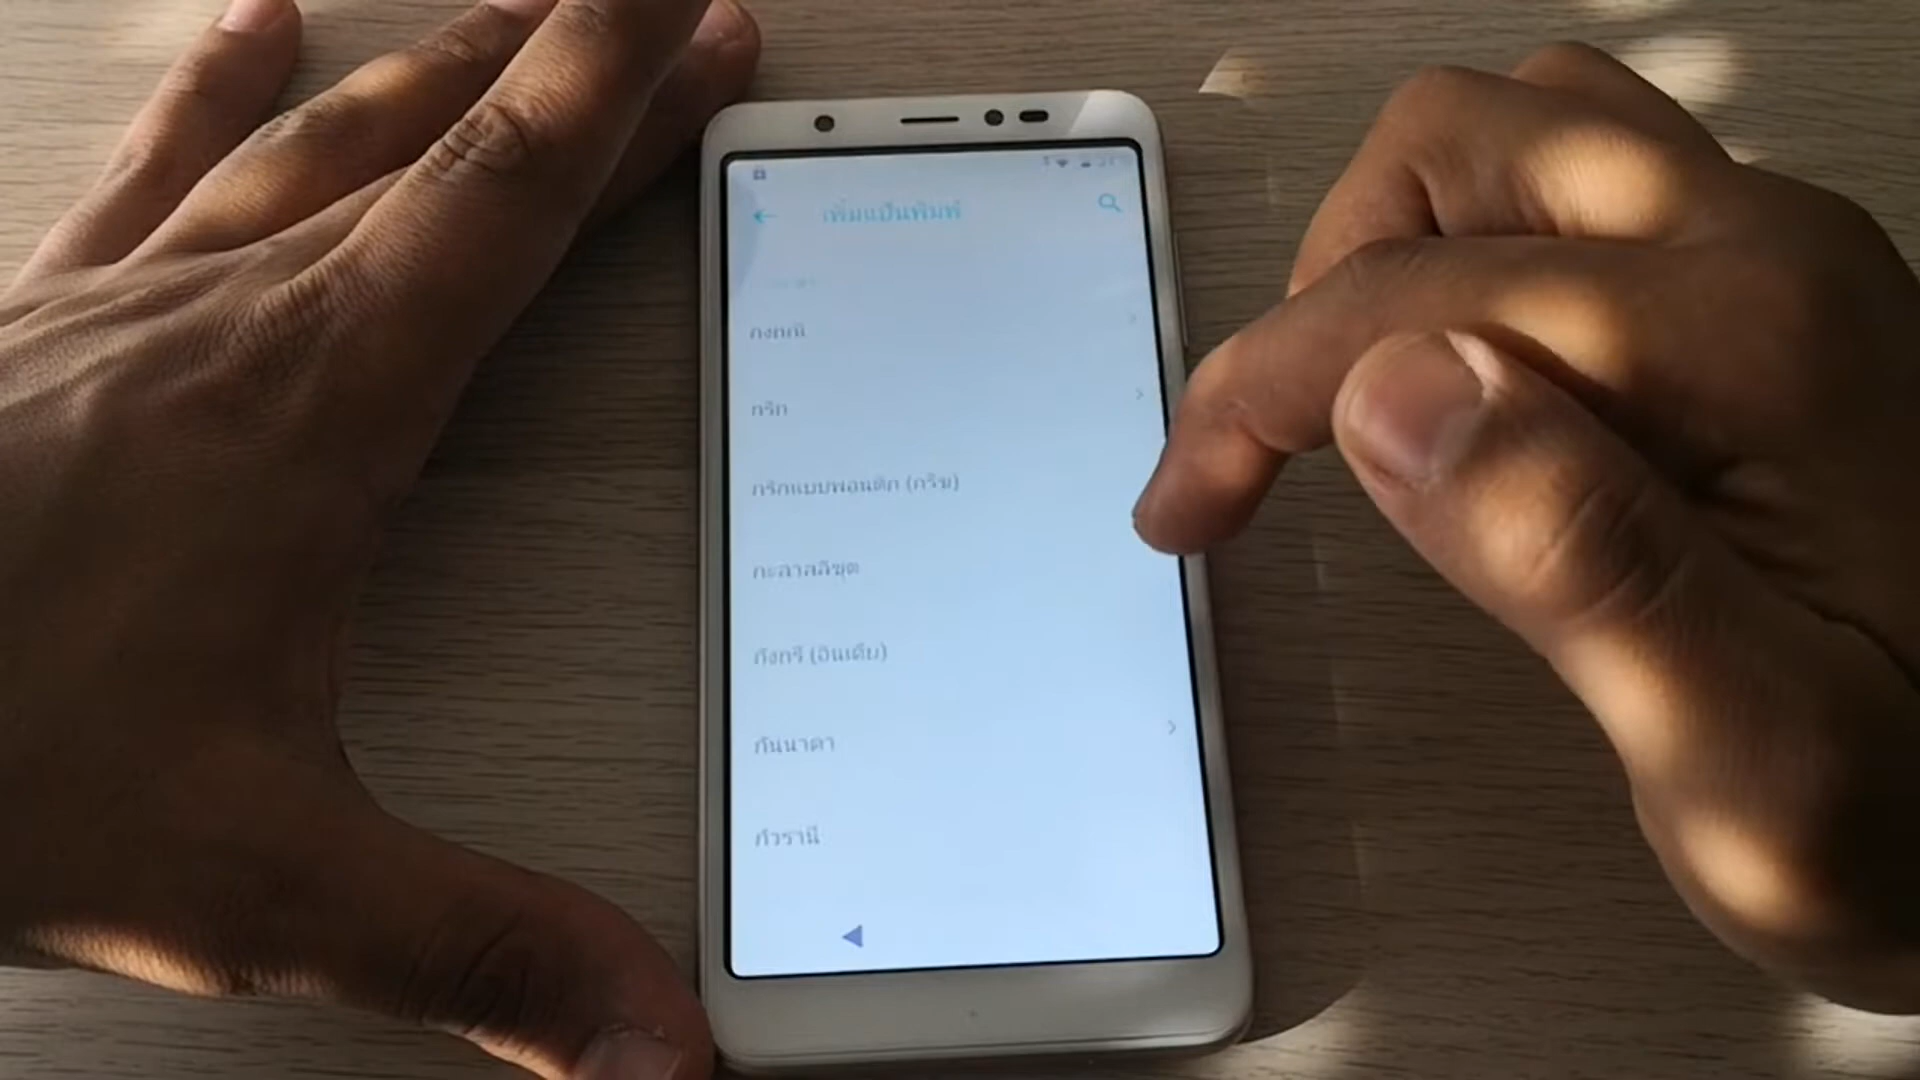 เพิ่มแป้นพิมพ์
กงกณี
กรีก
กรีกแบบพอนติก (กรีซ)
กะลาลลิซุต
กังกรี (อินเดีย)
กันนาดา
กัวรานี